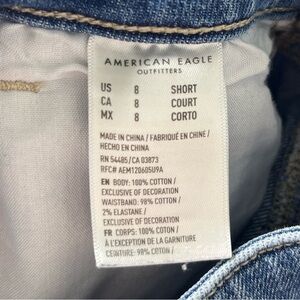 AMERICAN EAGLE
OUTFITTERS
US 8 SHORT
CA 8 COURT
MX 8 CORTO
MADE IN CHINA / FABRIQUÉ EN CHINE /
HECHO EN CHINA
RN 54485/CA 03873
RFC# AEM120605U9A
EN BODY: 100% COTTON /
EXCLUSIVE OF DECORATION
WAISTBAND: 98% COTTON /
2% ELASTANE /
EXCLUSIVE OF DECORATION
FR CORPS: 100% COTON /
À L'EXCEPTION DE LA GARNITURE
CEINTURE: 98% COTON /